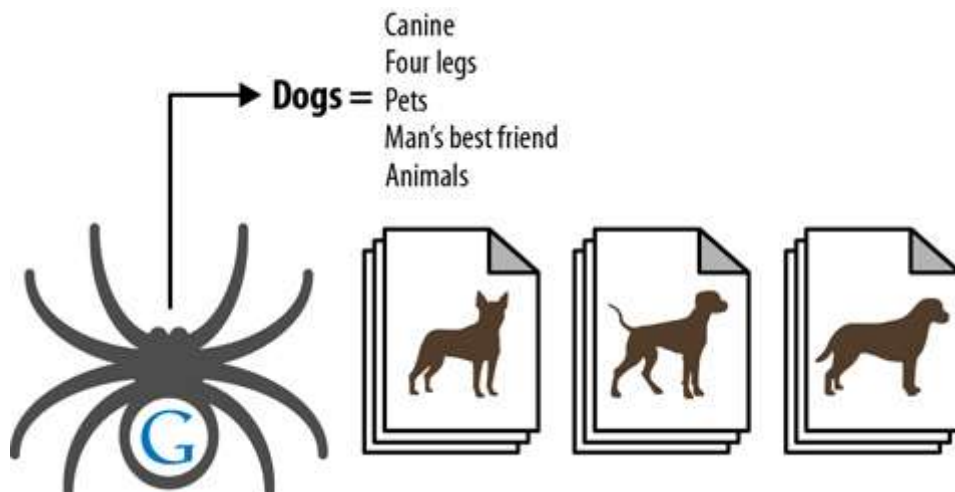 Canine
Four legs
Dogs = Pets
Man's best friend
Animals
G